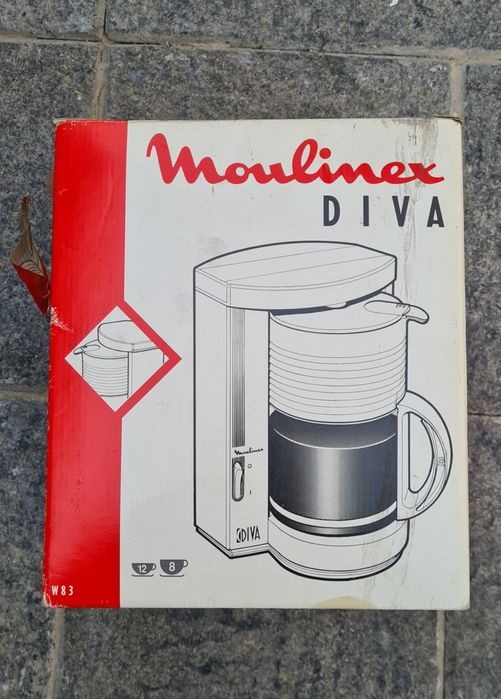 Moulinex
DIVA
Moulinex
O
I
DIVA
12 8
W83